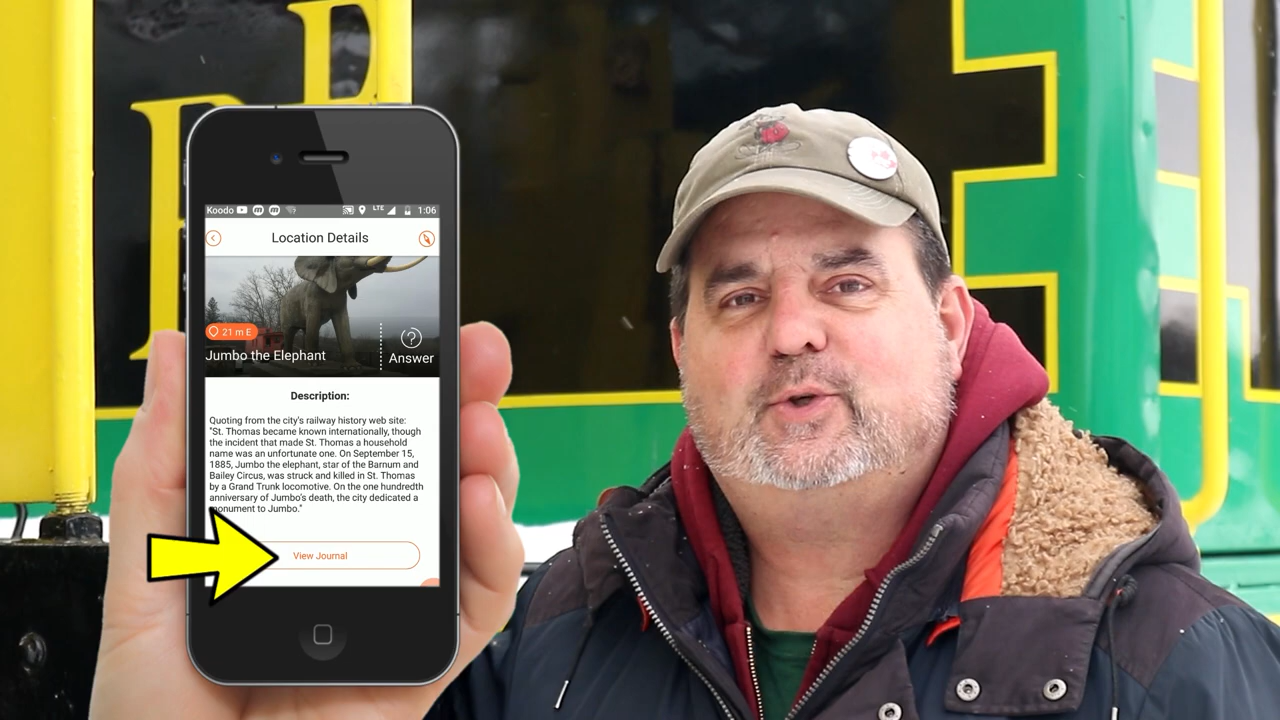 Koodo LTE 1:06
Location Details
21 m E
Jumbo the Elephant
Answer
Description:
Quoting from the city's railway history web site:
"St. Thomas became known internationally, though
the incident that made St. Thomas a household
name was an unfortunate one. On September 15,
1885, Jumbo the elephant, star of the Barnum and
Bailey Circus, was struck and killed in St. Thomas
by a Grand Trunk locomotive. On the one hundredth
anniversary of Jumbo's death, the city dedicated a
monument to Jumbo."
View Journal